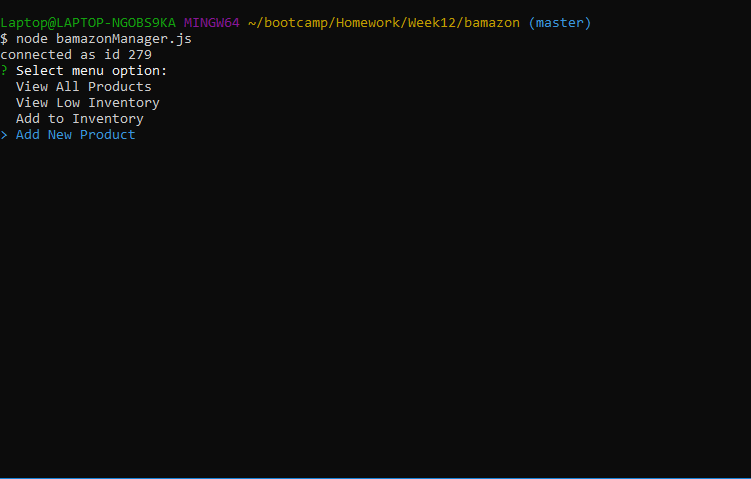 Laptop@LAPTOP-NGOBS9KA MINGW64 ~/bootcamp/Homework/Week12/bamazon (master)
$ node bamazonManager.js
connected as id 279
? Select menu option:
  View All Products
  View Low Inventory
  Add to Inventory
> Add New Product